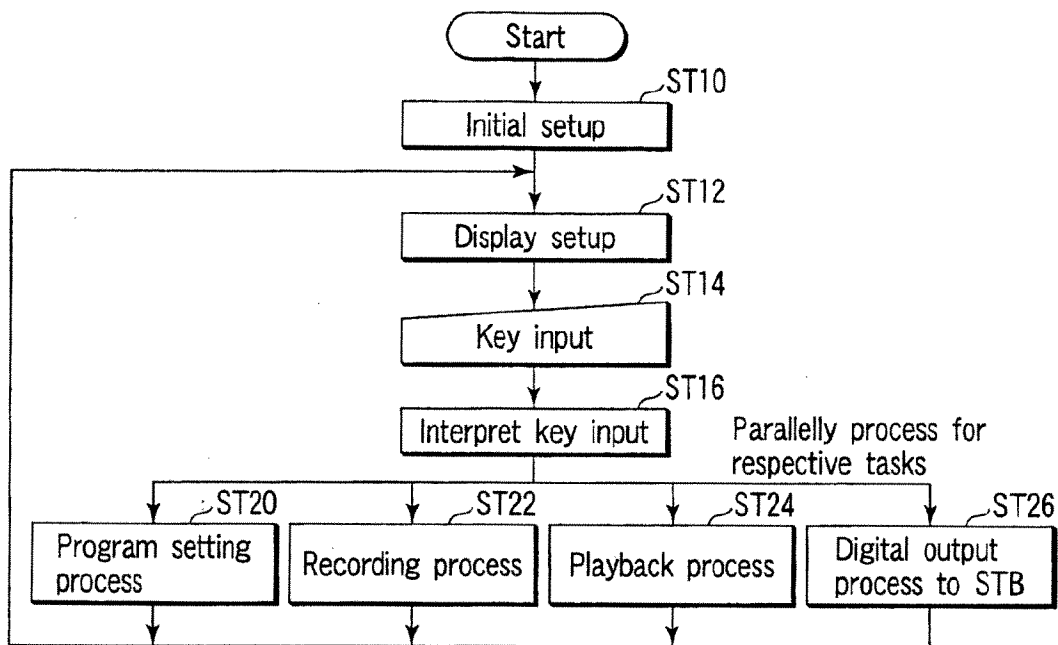 Start
ST10
Initial setup
ST12
Display setup
ST14
Key input
ST16
Interpret key input
Parallelly process for
respective tasks
ST20
Program setting
process
ST22
Recording process
ST24
Playback process
ST26
Digital output
process to STB